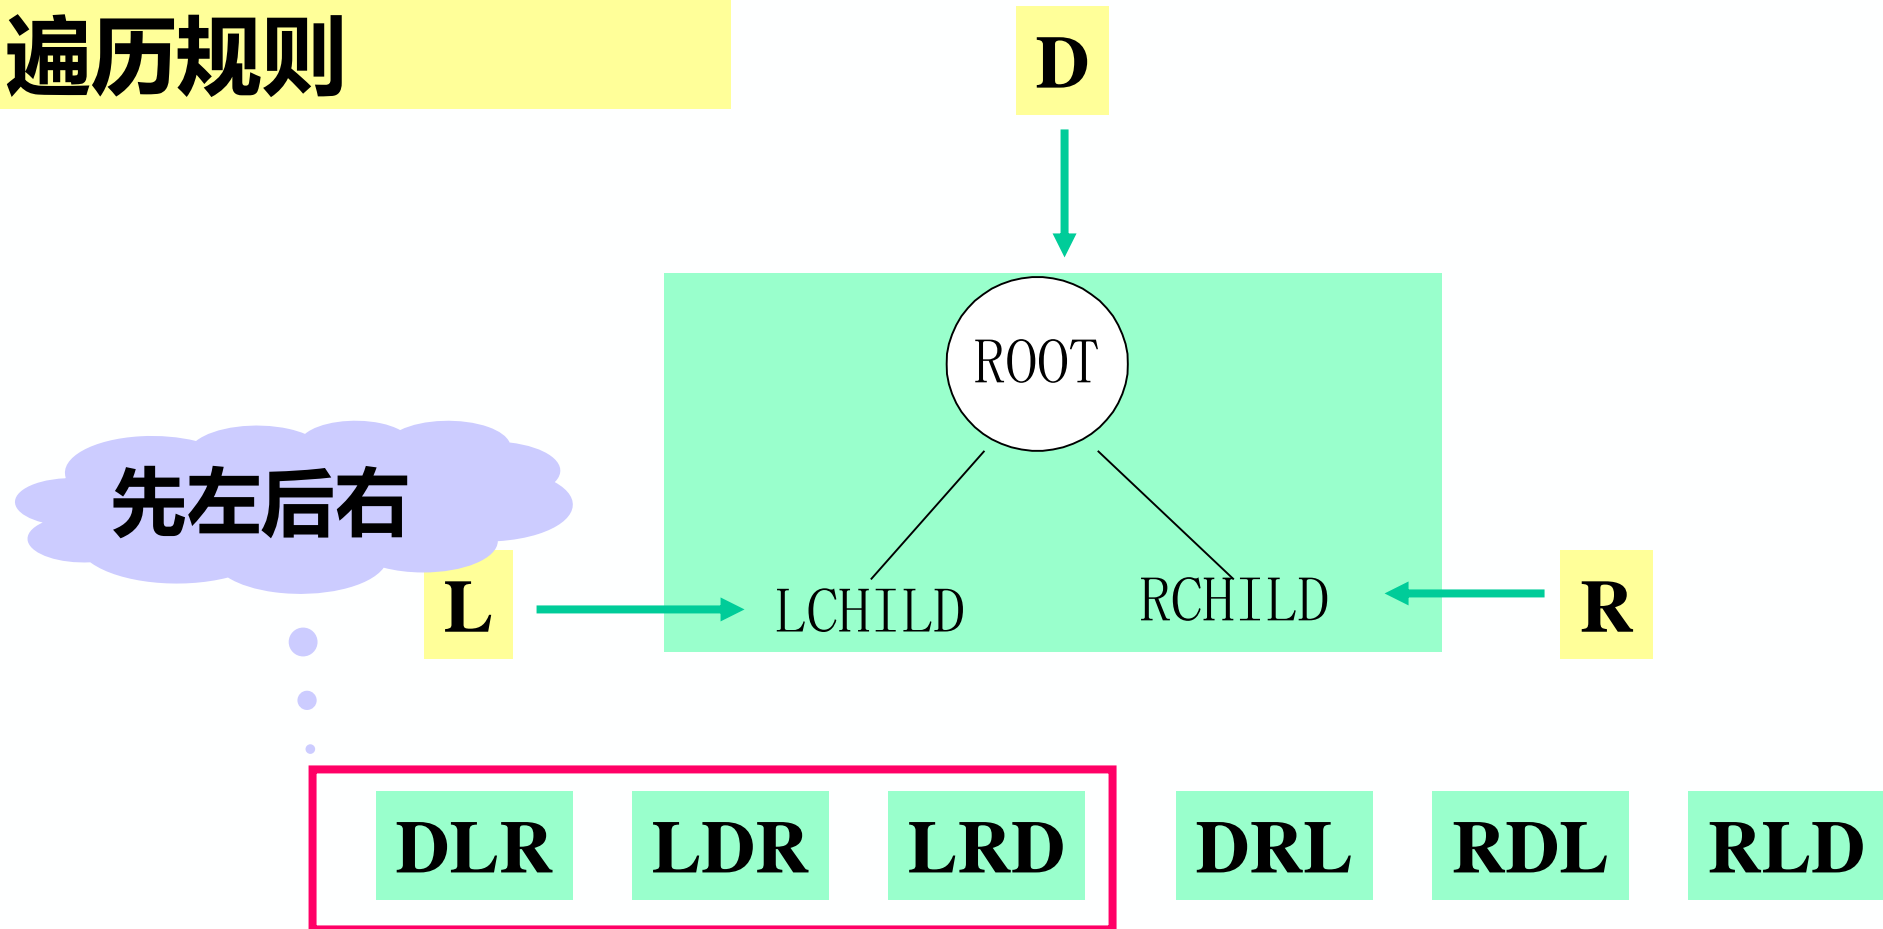 遍历规则
D
ROOT
先左后右
L
LCHILD
RCHILD
R
DLR LDR LRD DRL RDL RLD